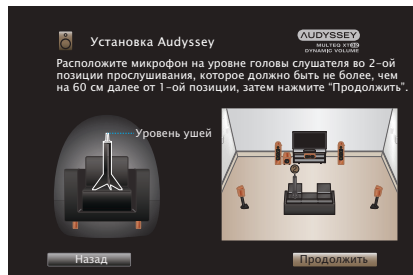 Установка Audyssey
AUDYSSEY
MULTEQ XT32
DYNAMIC VOLUME
Расположите микрофон на уровне головы слушателя во 2-ой
позиции прослушивания, которое должно быть не более, чем
на 60 см далее от 1-ой позиции, затем нажмите “Продолжить”.
Уровень ушей
Назад
Продолжить